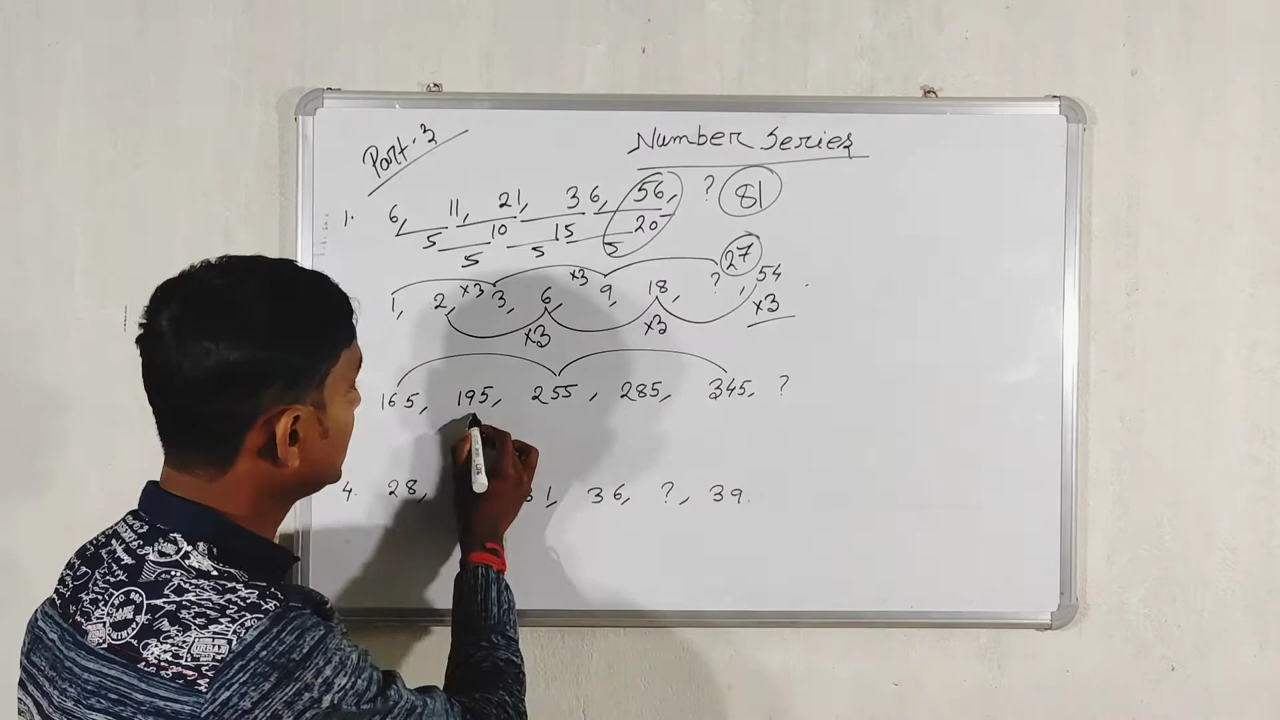 Part-3
Number Series
1. 6, 11, 21, 36, 56, ? 81
5 10 15 20
5 5 5
×3 ×3 27
1, 2, 3, 6, 9, 18, ?, 54
×3 ×3 ×3
165, 195, 255, 285, 345, ?
4. 28, 31, 36, ?, 39.
URBAN